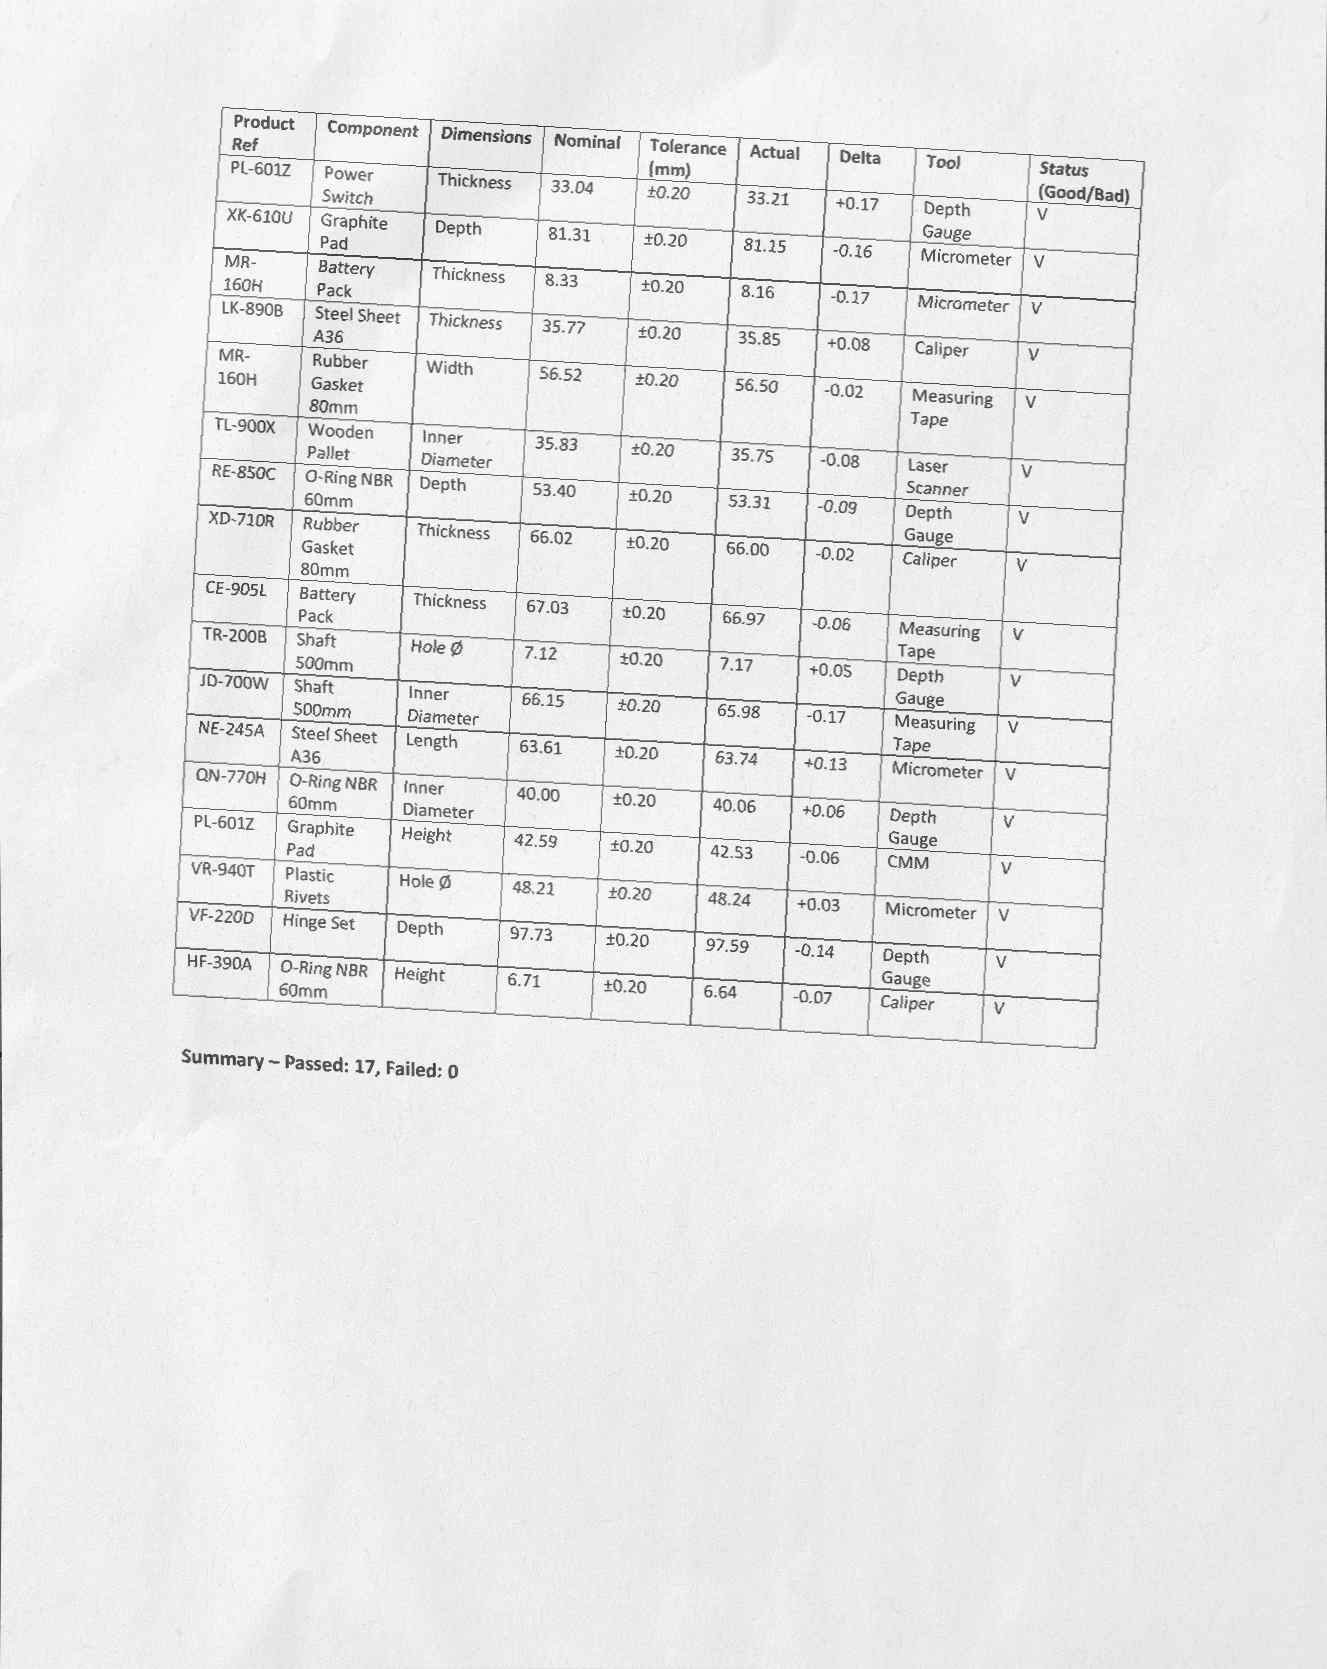 Product Ref Component Dimensions Nominal Tolerance (mm) Actual Delta Tool Status (Good/Bad)
PL-601Z Power Switch Thickness 33.04 ±0.20 33.21 +0.17 Depth Gauge V
XK-610U Graphite Pad Depth 81.31 ±0.20 81.15 -0.16 Micrometer V
MR-160H Battery Pack Thickness 8.33 ±0.20 8.16 -0.17 Micrometer V
LK-890B Steel Sheet A36 Thickness 35.77 ±0.20 35.85 +0.08 Caliper V
MR-160H Rubber Gasket 80mm Width 56.52 ±0.20 56.50 -0.02 Measuring Tape V
TL-900X Wooden Pallet Inner Diameter 35.83 ±0.20 35.75 -0.08 Laser Scanner V
RE-850C O-Ring NBR 60mm Depth 53.40 ±0.20 53.31 -0.09 Depth Gauge V
XD-710R Rubber Gasket 80mm Thickness 66.02 ±0.20 66.00 -0.02 Caliper V
CE-905L Battery Pack Thickness 67.03 ±0.20 66.97 -0.06 Measuring Tape V
TR-200B Shaft 500mm Hole Ø 7.12 ±0.20 7.17 +0.05 Depth Gauge V
JD-700W Shaft 500mm Inner Diameter 66.15 ±0.20 65.98 -0.17 Measuring Tape V
NE-245A Steel Sheet A36 Length 63.61 ±0.20 63.74 +0.13 Micrometer V
QN-770H O-Ring NBR 60mm Inner Diameter 40.00 ±0.20 40.06 +0.06 Depth Gauge V
PL-601Z Graphite Pad Height 42.59 ±0.20 42.53 -0.06 CMM V
VR-940T Plastic Rivets Hole Ø 48.21 ±0.20 48.24 +0.03 Micrometer V
VF-220D Hinge Set Depth 97.73 ±0.20 97.59 -0.14 Depth Gauge V
HF-390A O-Ring NBR 60mm Height 6.71 ±0.20 6.64 -0.07 Caliper V
Summary – Passed: 17, Failed: 0